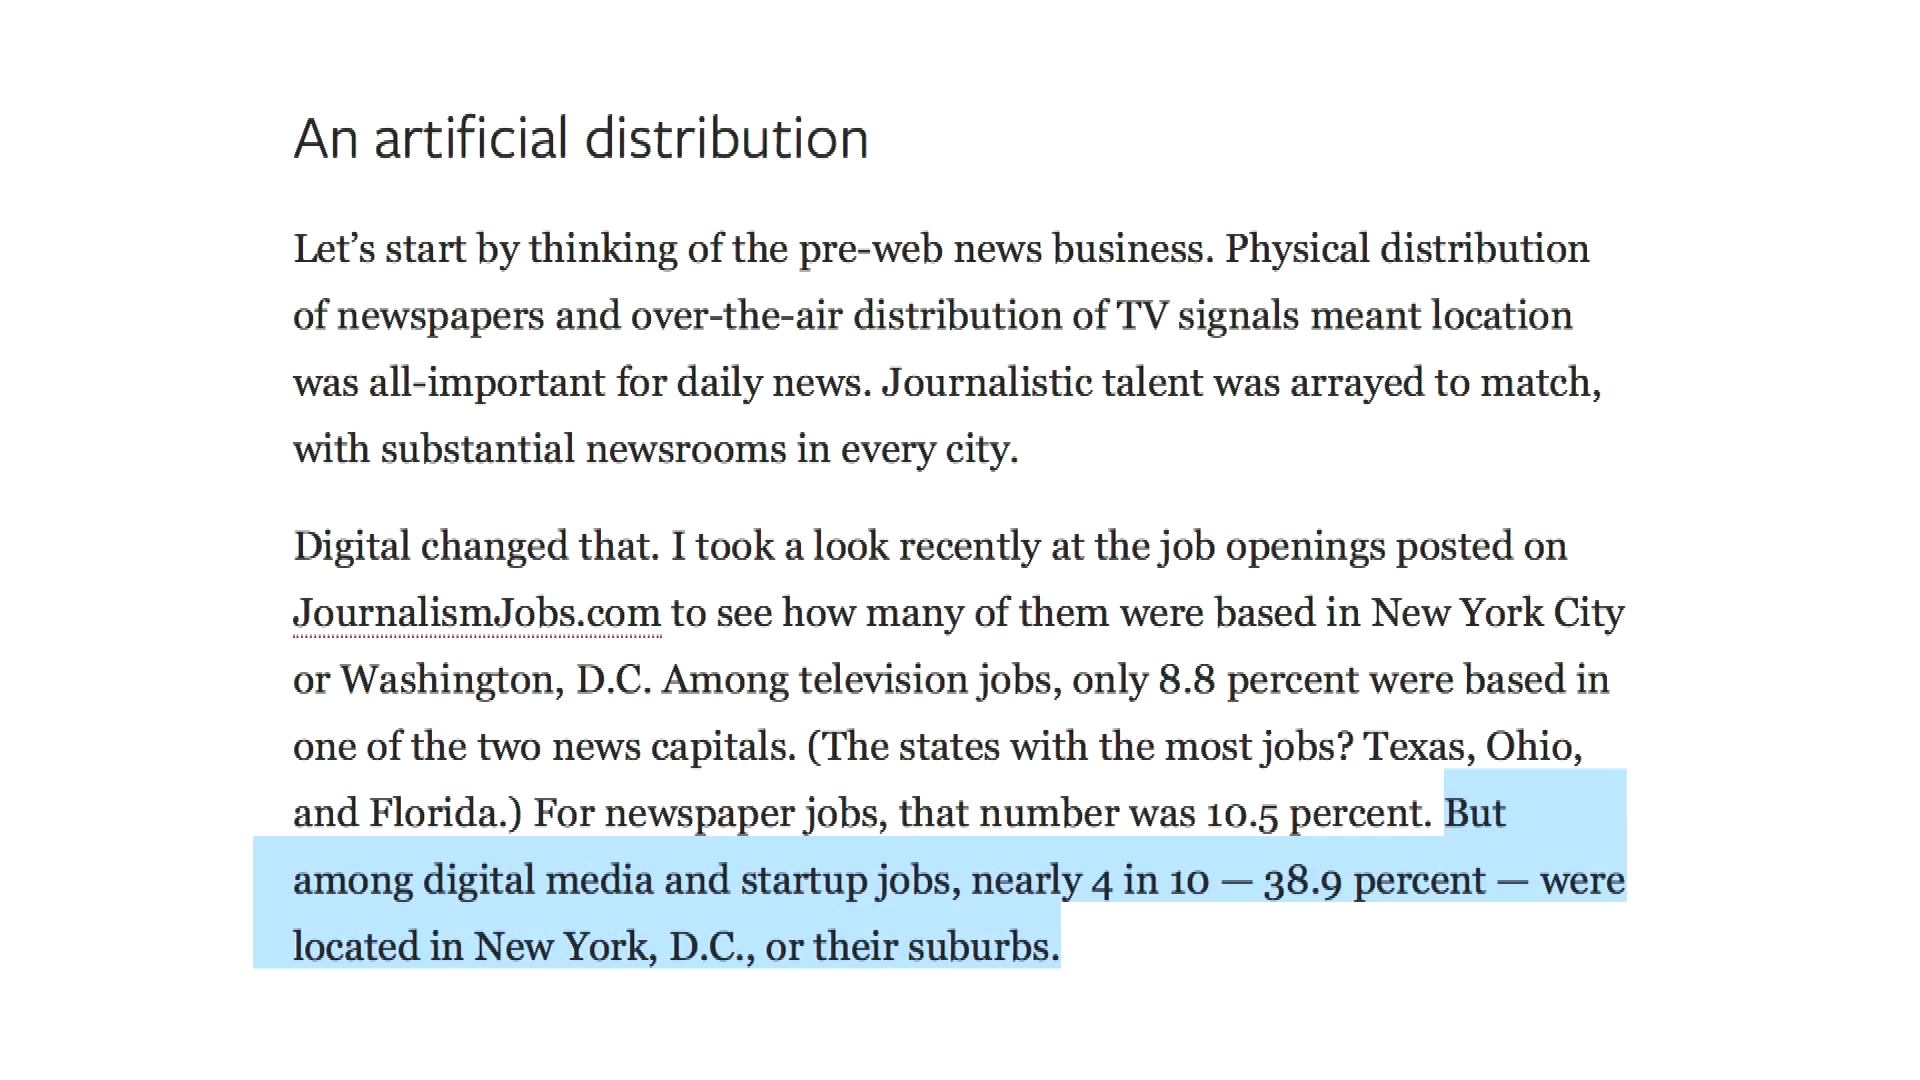 An artificial distribution
Let’s start by thinking of the pre-web news business. Physical distribution
of newspapers and over-the-air distribution of TV signals meant location
was all-important for daily news. Journalistic talent was arrayed to match,
with substantial newsrooms in every city.
Digital changed that. I took a look recently at the job openings posted on
JournalismJobs.com to see how many of them were based in New York City
or Washington, D.C. Among television jobs, only 8.8 percent were based in
one of the two news capitals. (The states with the most jobs? Texas, Ohio,
and Florida.) For newspaper jobs, that number was 10.5 percent. But
among digital media and startup jobs, nearly 4 in 10 — 38.9 percent — were
located in New York, D.C., or their suburbs.